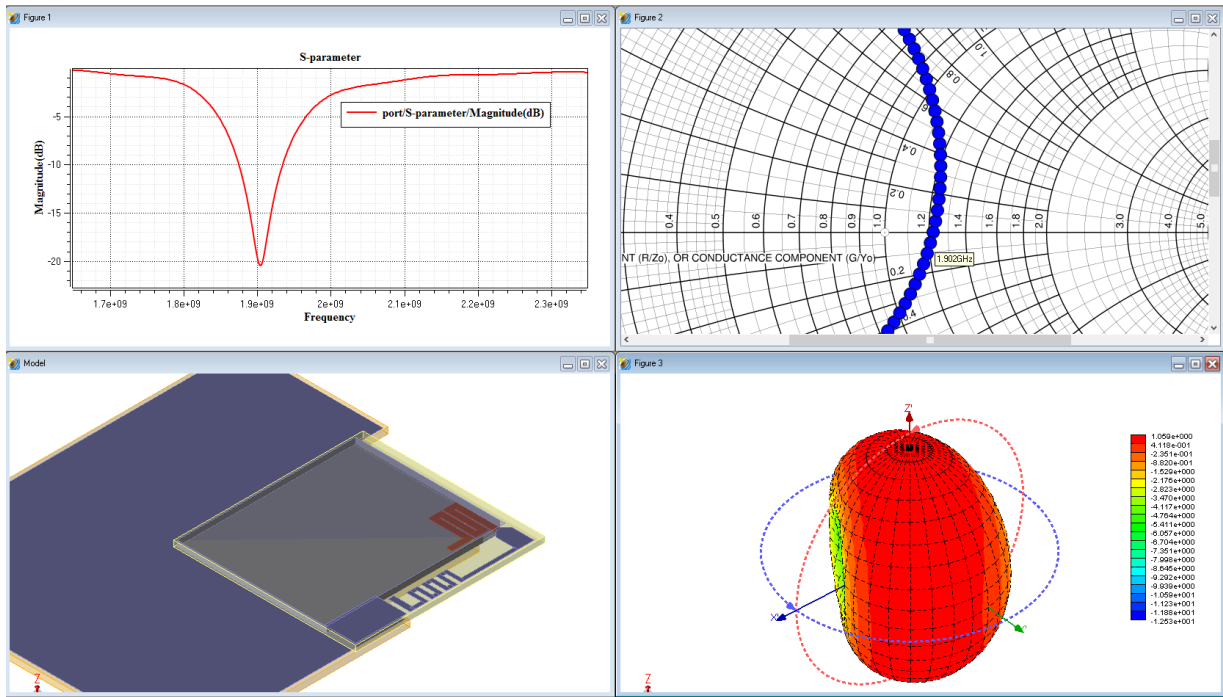 Figure 1
S-parameter
port/S-parameter/Magnitude(dB)
Magnitude(dB)
-5
-10
-15
-20
1.7e+09 1.8e+09 1.9e+09 2e+09 2.1e+09 2.2e+09 2.3e+09
Frequency
Figure 2
1.0
0.8
0.4
0.2
0.4 0.5 0.6 0.7 0.8 0.9 1.0 1.2 1.4 1.6 1.8 2.0 3.0 4.0 5.
NT (R/Zo), OR CONDUCTANCE COMPONENT (G/Yo)
1.902GHz
0.2
0.4
Model
Z
Figure 3
Z'
X'
Z
1.059e+000
4.118e-001
-2.351e-001
-8.820e-001
-1.529e+000
-2.176e+000
-2.823e+000
-3.470e+000
-4.117e+000
-4.764e+000
-5.411e+000
-6.057e+000
-6.704e+000
-7.351e+000
-7.998e+000
-8.645e+000
-9.292e+000
-9.939e+000
-1.059e+001
-1.123e+001
-1.188e+001
-1.253e+001